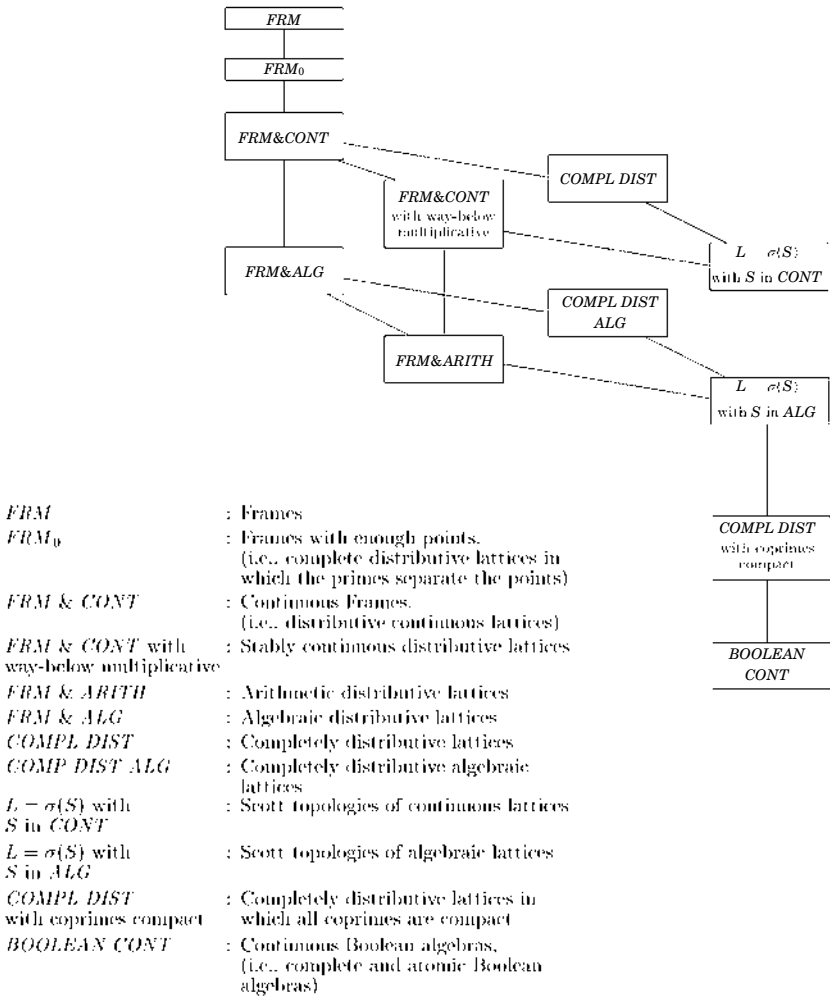 FRM
FRM₀
FRM&CONT
COMPL DIST
FRM&CONT
with way-below
multiplicative
L σ(S)
with S in CONT
FRM&ALG
COMPL DIST
ALG
FRM&ARITH
L σ(S)
with S in ALG
COMPL DIST
with coprimes
compact
BOOLEAN
CONT
FRM : Frames
FRM₀ : Frames with enough points.
(i.e., complete distributive lattices in
which the primes separate the points)
FRM & CONT : Continuous Frames.
(i.e., distributive continuous lattices)
FRM & CONT with : Stably continuous distributive lattices
way-below multiplicative
FRM & ARITH : Arithmetic distributive lattices
FRM & ALG : Algebraic distributive lattices
COMPL DIST : Completely distributive lattices
COMP DIST ALG : Completely distributive algebraic
lattices
L = σ(S) with : Scott topologies of continuous lattices
S in CONT
L = σ(S) with : Scott topologies of algebraic lattices
S in ALG
COMPL DIST : Completely distributive lattices in
with coprimes compact which all coprimes are compact
BOOLEAN CONT : Continuous Boolean algebras,
(i.e., complete and atomic Boolean
algebras)